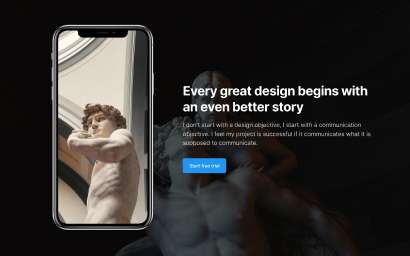 Every great design begins with
an even better story
I don't start with a design objective, I start with a communication
objective. I feel my project is successful if it communicates what it is
supposed to communicate.
Start free trial